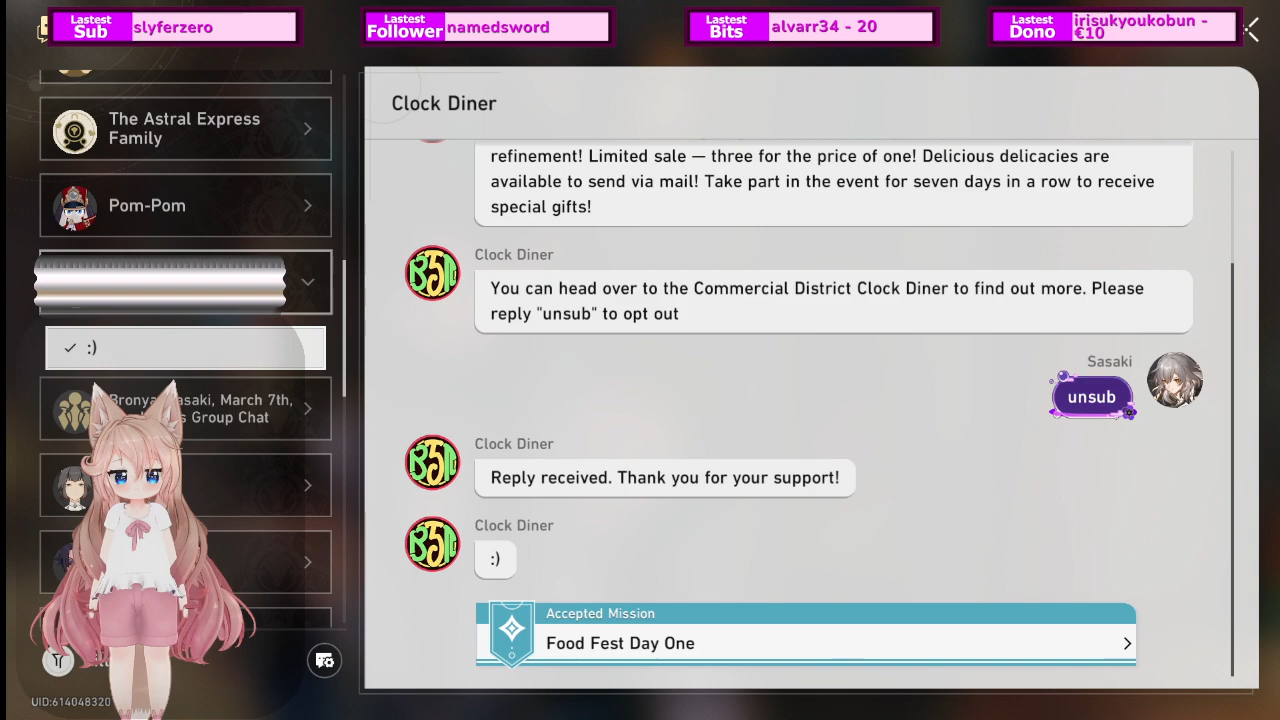 Lastest
Sub
slyferzero
Lastest
Follower
namedsword
Lastest
Bits
alvarr34 - 20
Lastest
Dono
irisukyoukobun -
€10
The Astral Express
Family
Pom-Pom
:)
Bronya, Sasaki, March 7th,
Group Chat
UID:614048320
Clock Diner
refinement! Limited sale — three for the price of one! Delicious delicacies are
available to send via mail! Take part in the event for seven days in a row to receive
special gifts!
Clock Diner
You can head over to the Commercial District Clock Diner to find out more. Please
reply "unsub" to opt out
Sasaki
unsub
Clock Diner
Reply received. Thank you for your support!
Clock Diner
:)
Accepted Mission
Food Fest Day One